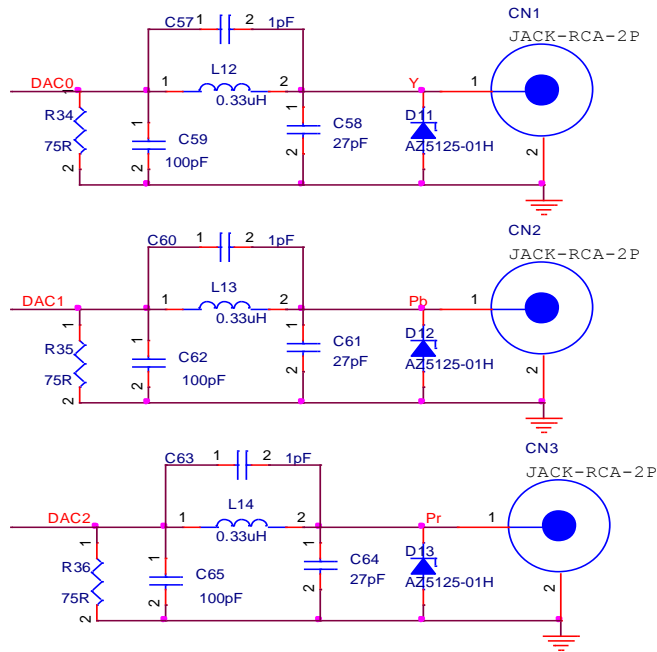 CN1
JACK-RCA-2P
C57 1 2 1pF
DAC0 1 L12 2 Y 1
0.33uH
R34 1 1 C59 1 C58 D11
75R 100pF 27pF AZ5125-01H
2 2 2 2
CN2
JACK-RCA-2P
C60 1 2 1pF
DAC1 1 L13 2 Pb 1
0.33uH
R35 1 1 C62 1 C61 D12
75R 100pF 27pF AZ5125-01H
2 2 2 2
CN3
JACK-RCA-2P
C63 1 2 1pF
DAC2 1 L14 2 Pr 1
0.33uH
R36 1 1 C65 1 C64 D13
75R 100pF 27pF AZ5125-01H
2 2 2 2